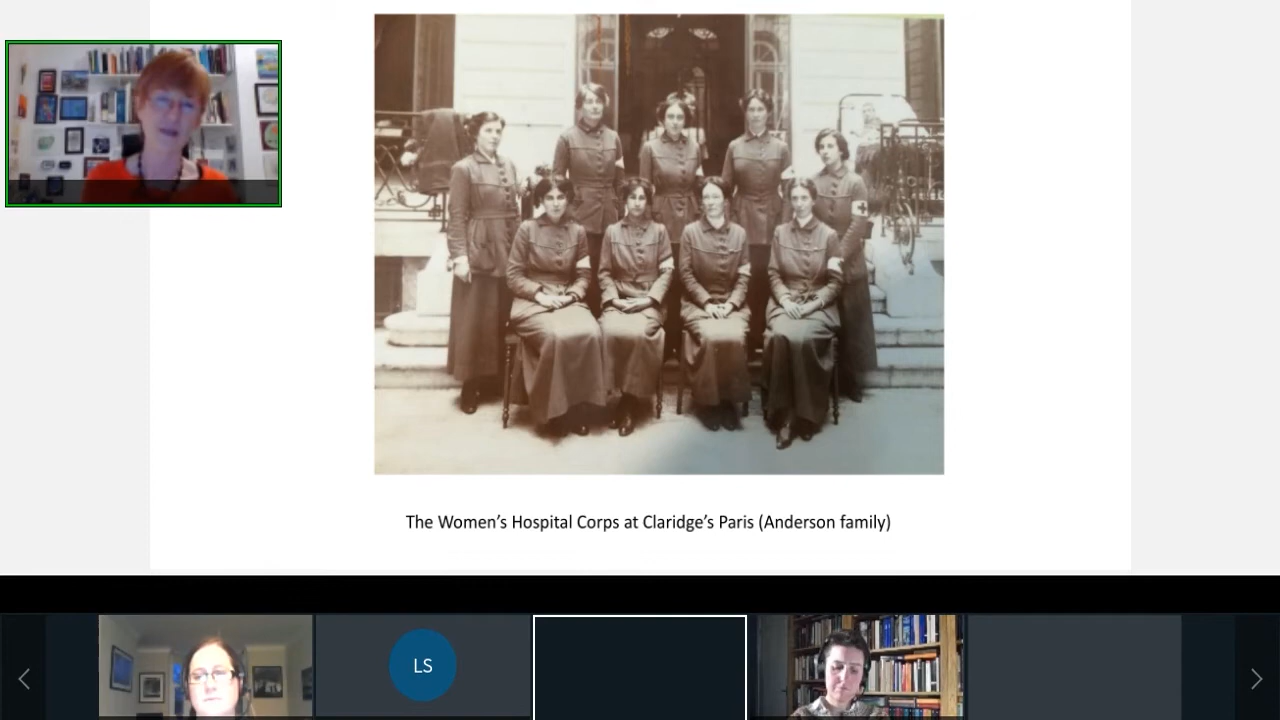 The Women’s Hospital Corps at Claridge’s Paris (Anderson family)
LS